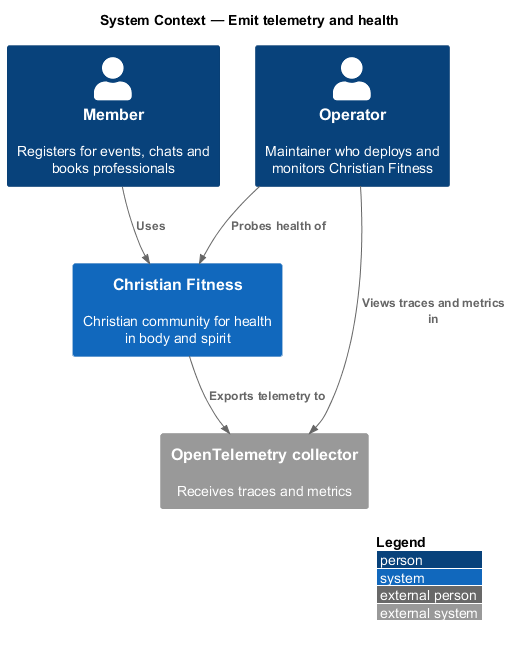 System Context — Emit telemetry and health
Member
Registers for events, chats and
books professionals
Operator
Maintainer who deploys and
monitors Christian Fitness
Uses
Probes health of
Christian Fitness
Christian community for health
in body and spirit
Views traces and metrics
in
Exports telemetry to
OpenTelemetry collector
Receives traces and metrics
Legend
person
system
external person
external system